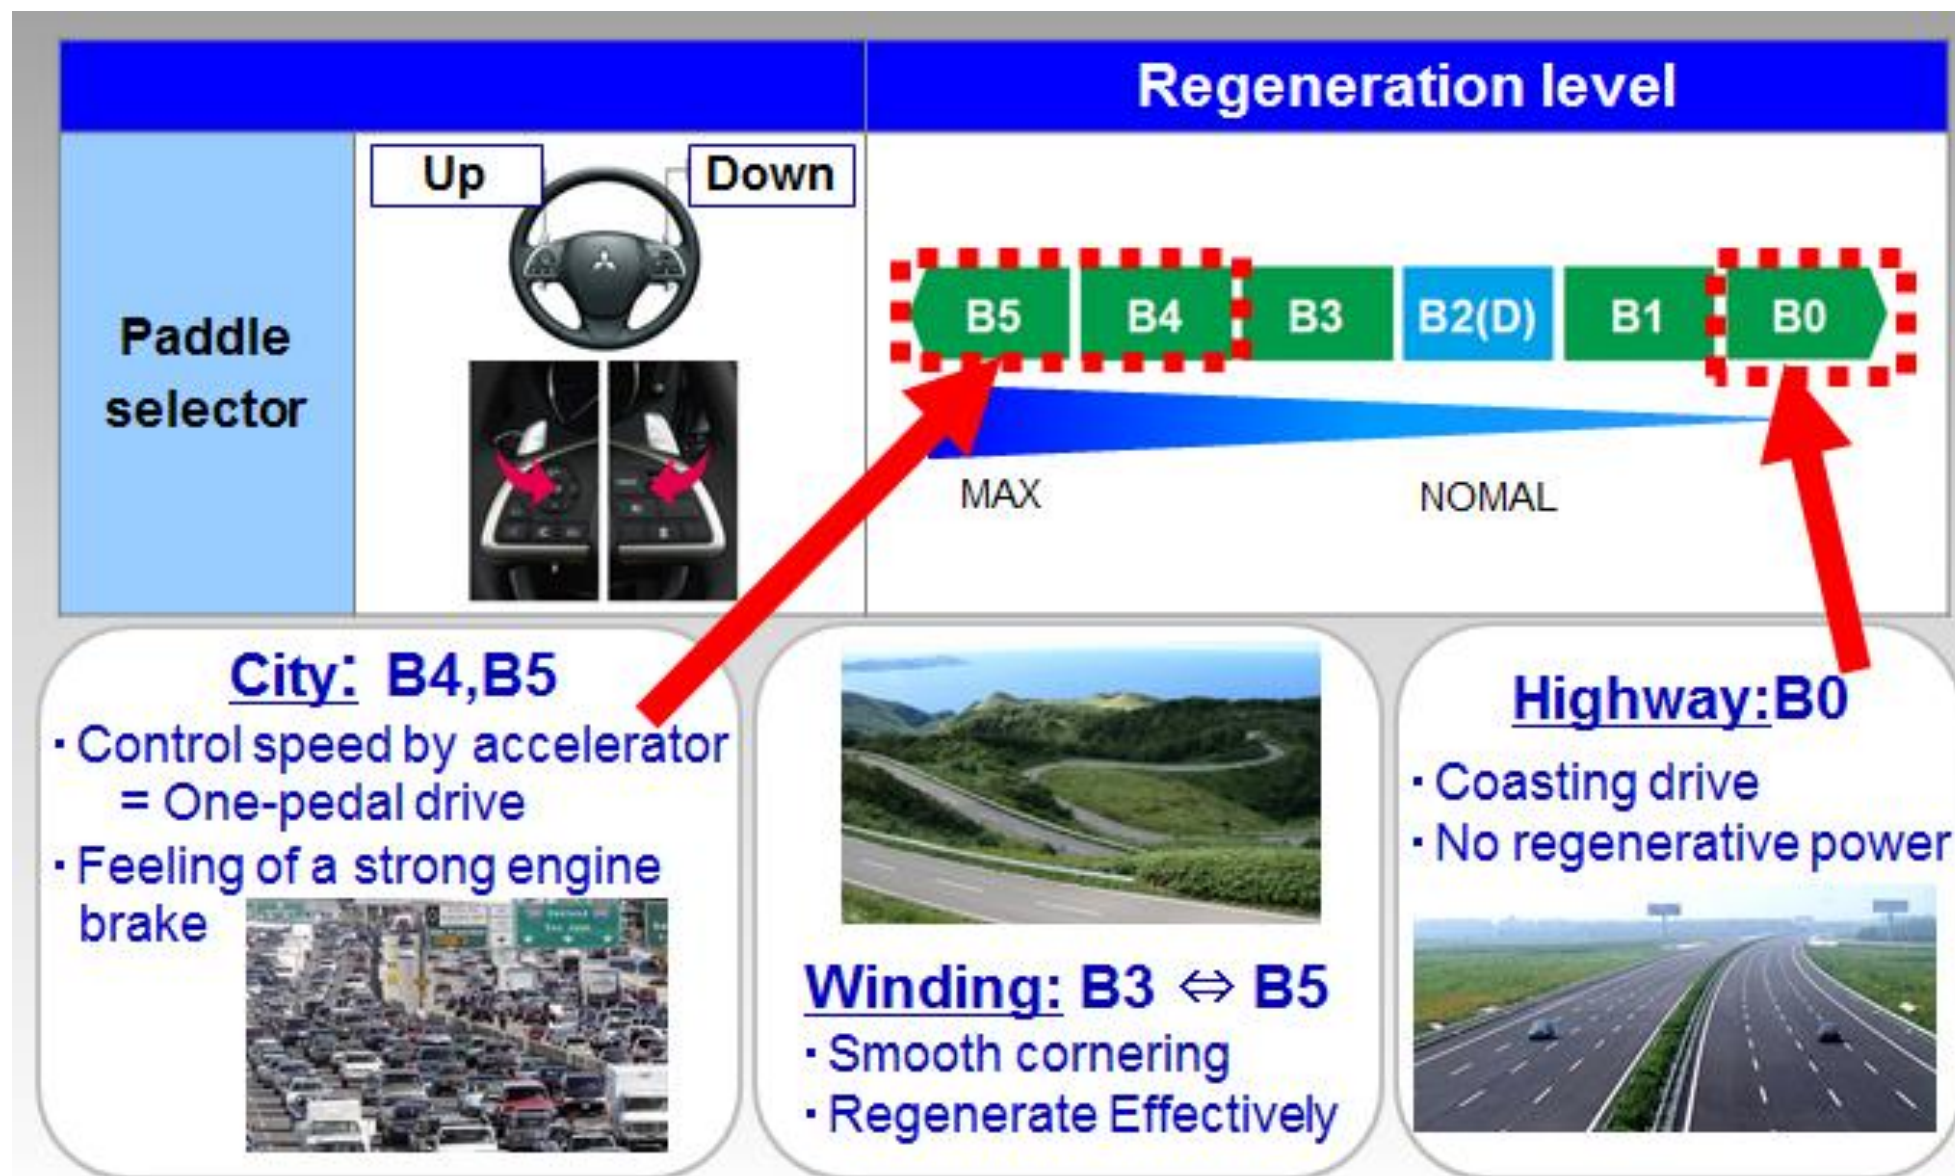 Regeneration level
Up
Down
Paddle
selector
B5
B4
B3
B2(D)
B1
B0
MAX
NOMAL
City: B4,B5
・Control speed by accelerator
= One-pedal drive
・Feeling of a strong engine
brake
Winding: B3 ⇔ B5
・Smooth cornering
・Regenerate Effectively
Highway:B0
・Coasting drive
・No regenerative power